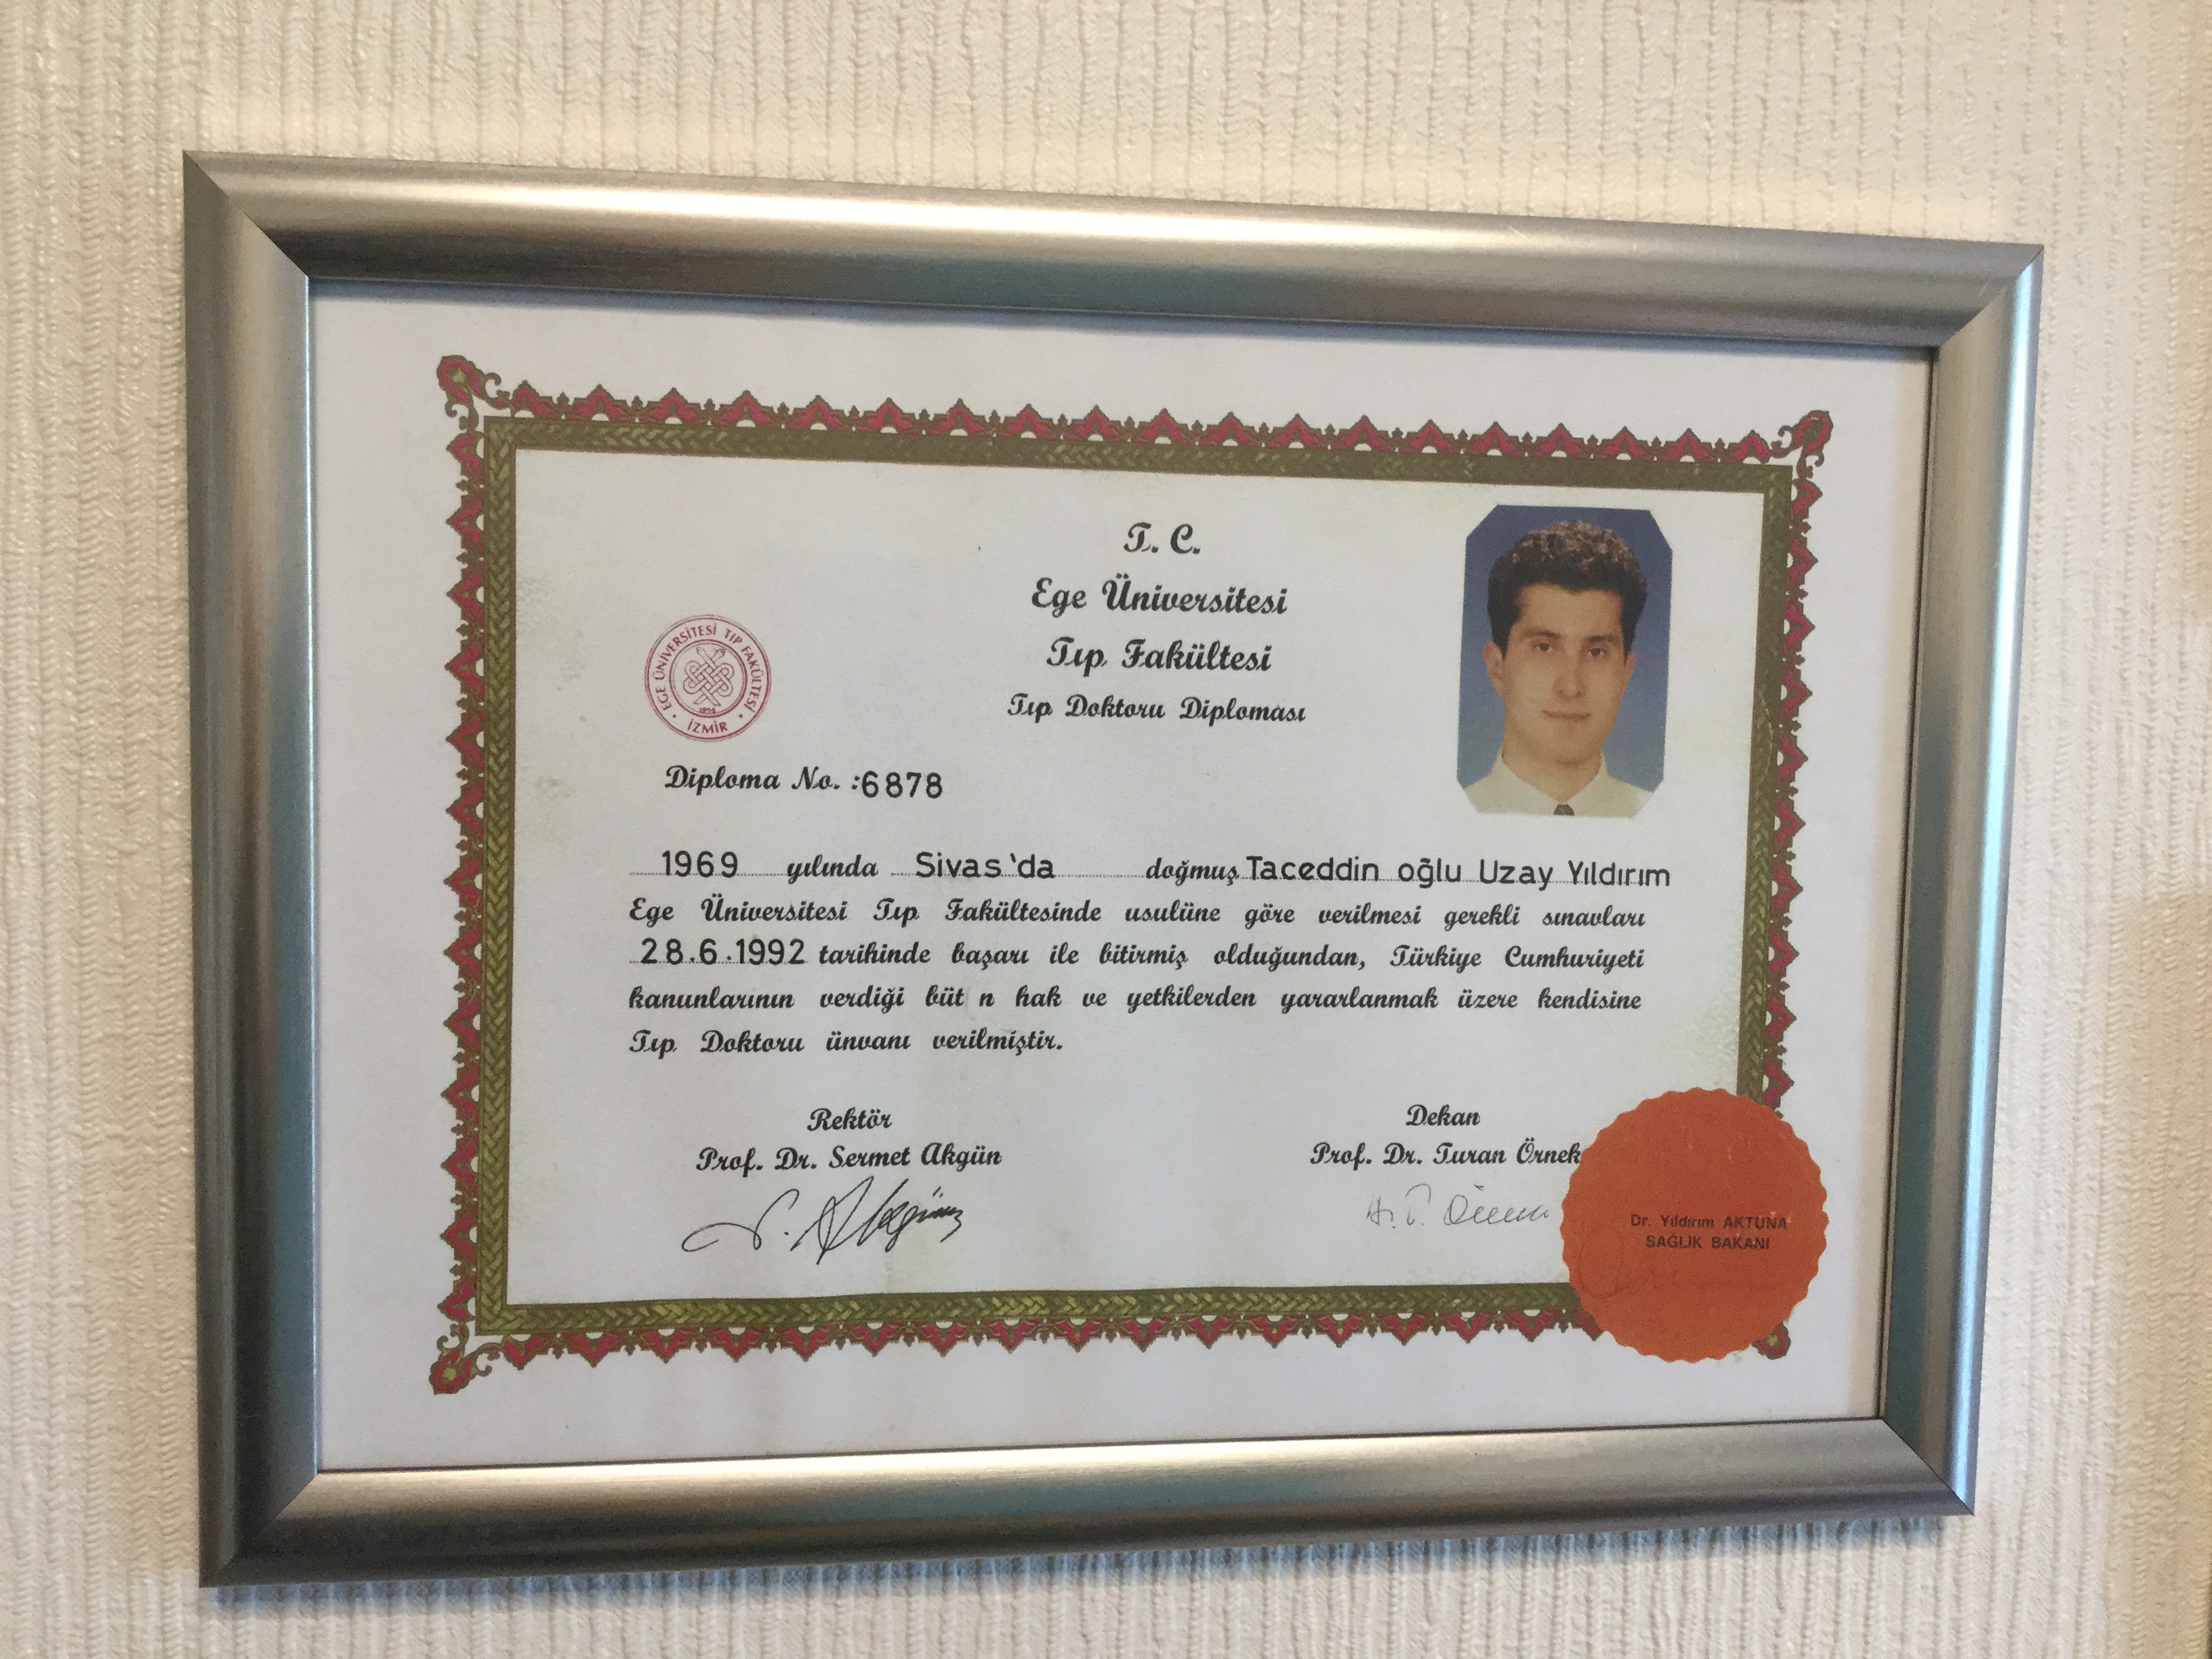 T. C.
Ege Üniversitesi
Tıp Fakültesi
Tıp Doktoru Diploması
EGE ÜNİVERSİTESİ TIP FAKÜLTESİ
İZMİR
Diploma No. :6878
1969 yılında Sivas'da doğmuş Taceddin oğlu Uzay Yıldırım
Ege Üniversitesi Tıp Fakültesinde usulüne göre verilmesi gerekli sınavları
28.6.1992 tarihinde başarı ile bitirmiş olduğundan, Türkiye Cumhuriyeti
kanunlarının verdiği büt n hak ve yetkilerden yararlanmak üzere kendisine
Tıp Doktoru ünvanı verilmiştir.
Rektör
Prof. Dr. Sermet Akgün
Dekan
Prof. Dr. Turan Örnek
Dr. Yıldırım AKTUNA
SAĞLIK BAKANI